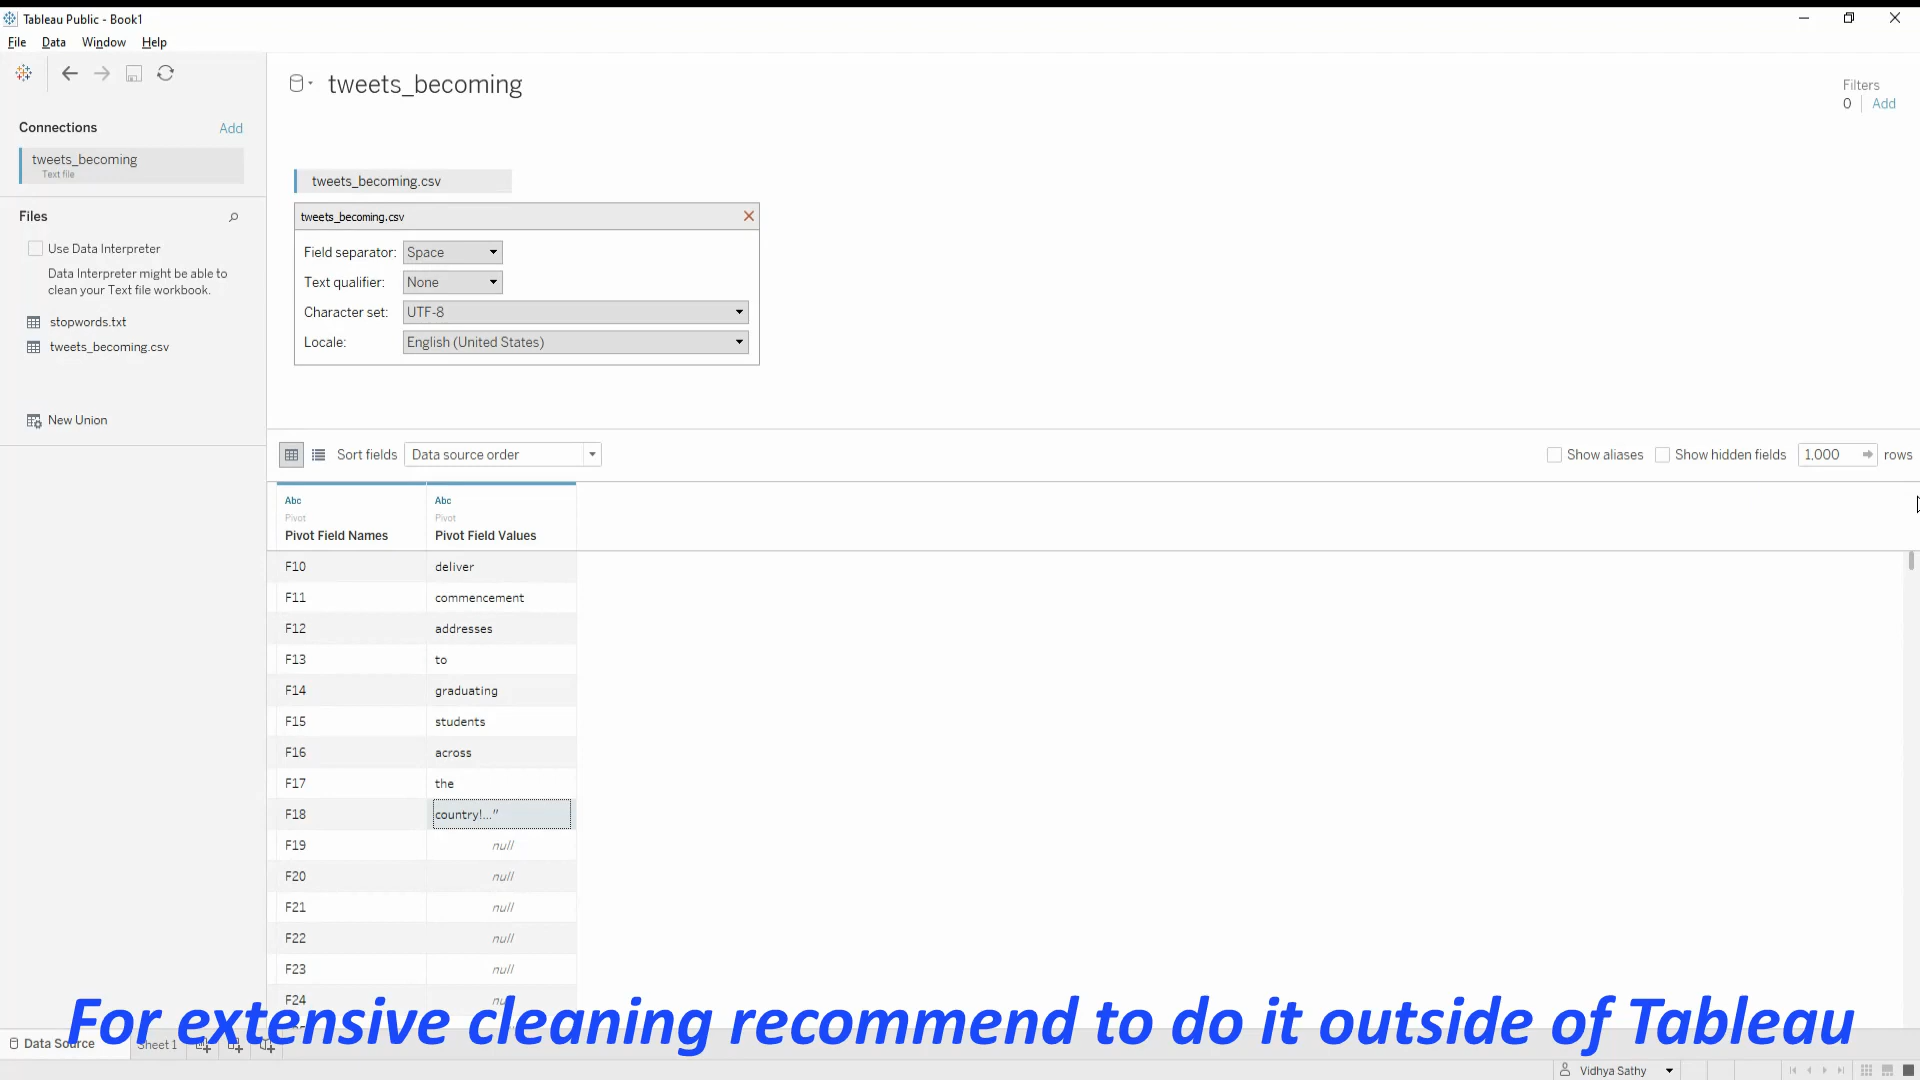 Tableau Public - Book1
File Data Window Help
tweets_becoming
Filters
0 Add
Connections Add
tweets_becoming
Text file
tweets_becoming.csv
Files
tweets_becoming.csv
Use Data Interpreter
Data Interpreter might be able to
clean your Text file workbook.
Field separator: Space
Text qualifier: None
Character set: UTF-8
Locale: English (United States)
stopwords.txt
tweets_becoming.csv
New Union
Sort fields Data source order Show aliases Show hidden fields 1,000 rows
Abc Abc
Pivot Pivot
Pivot Field Names Pivot Field Values
F10 deliver
F11 commencement
F12 addresses
F13 to
F14 graduating
F15 students
F16 across
F17 the
F18 country!..."
F19 null
F20 null
F21 null
F22 null
F23 null
F24 null
For extensive cleaning recommend to do it outside of Tableau
Data Source Sheet 1
Vidhya Sathy